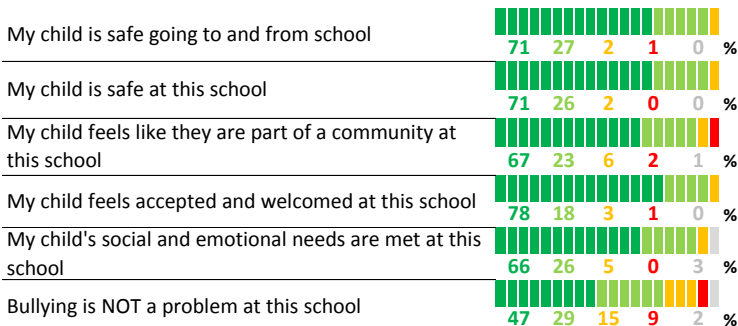 My child is safe going to and from school
71 27 2 1 0 %
My child is safe at this school
71 26 2 0 0 %
My child feels like they are part of a community at
this school
67 23 6 2 1 %
My child feels accepted and welcomed at this school
78 18 3 1 0 %
My child's social and emotional needs are met at this
school
66 26 5 0 3 %
Bullying is NOT a problem at this school
47 29 15 9 2 %